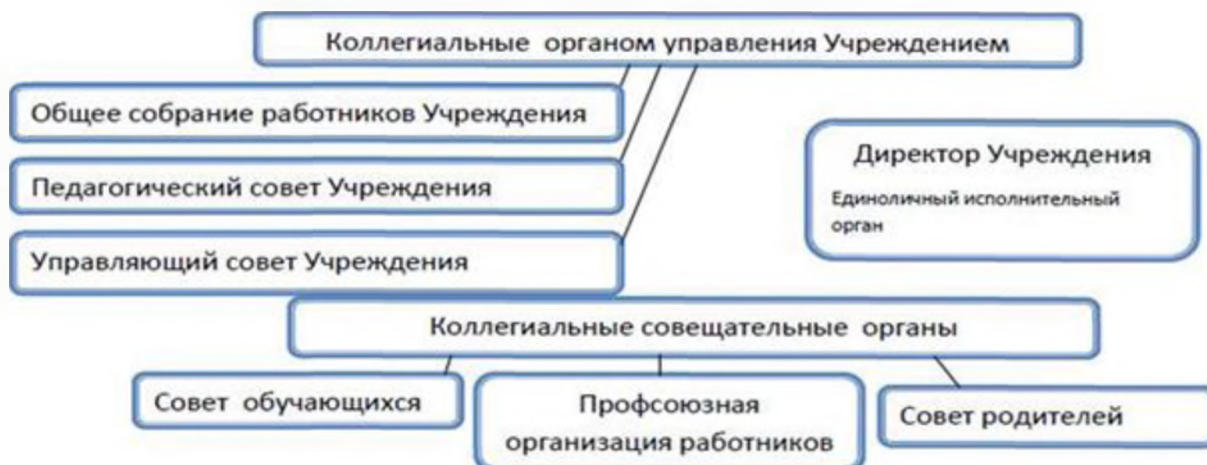 Коллегиальные органом управления Учреждением
Общее собрание работников Учреждения
Педагогический совет Учреждения
Управляющий совет Учреждения
Директор Учреждения
Единоличный исполнительный
орган
Коллегиальные совещательные органы
Совет обучающихся
Профсоюзная
организация работников
Совет родителей